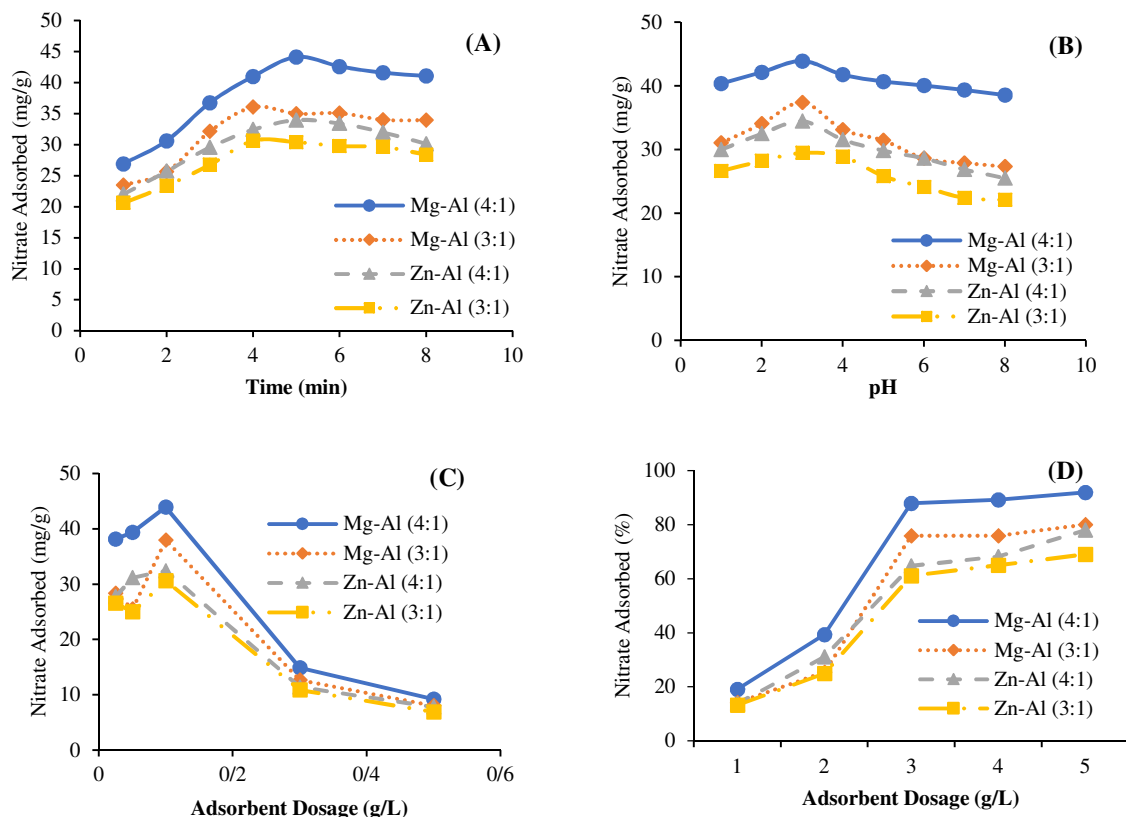 (A)
Nitrate Adsorbed (mg/g)
50
45
40
35
30
25
20
15
10
5
0
Mg-Al (4:1)
Mg-Al (3:1)
Zn-Al (4:1)
Zn-Al (3:1)
0 2 4 6 8 10
Time (min)
(B)
Nitrate Adsorbed (mg/g)
50
40
30
20
10
0
Mg-Al (4:1)
Mg-Al (3:1)
Zn-Al (4:1)
Zn-Al (3:1)
0 2 4 6 8 10
pH
(C)
Nitrate Adsorbed (mg/g)
50
40
30
20
10
0
Mg-Al (4:1)
Mg-Al (3:1)
Zn-Al (4:1)
Zn-Al (3:1)
0 0/2 0/4 0/6
Adsorbent Dosage (g/L)
(D)
Nitrate Adsorbed (%)
100
80
60
40
20
0
Mg-Al (4:1)
Mg-Al (3:1)
Zn-Al (4:1)
Zn-Al (3:1)
1 2 3 4 5
Adsorbent Dosage (g/L)